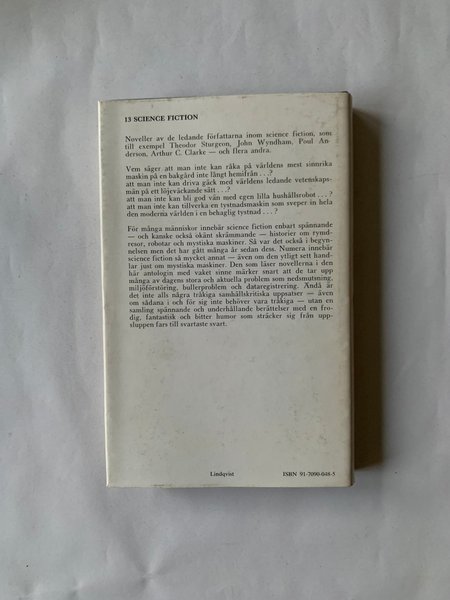 13 SCIENCE FICTION
Noveller av de ledande författarna inom science fiction, som
till exempel Theodor Sturgeon, John Wyndham, Poul An-
derson, Arthur C. Clarke — och flera andra.
Vem säger att man inte kan råka på världens mest sinnrika
maskin på en bakgård inte långt hemifrån . . .?
att man inte kan driva gäck med världens ledande vetenskaps-
män på ett löjeväckande sätt . . .?
att man inte kan bli god vän med egen lilla hushållsrobot . . .?
att man inte kan tillverka en tystnadsmaskin som sveper in hela
den moderna världen i en behaglig tystnad . . .?
För många människor innebär science fiction enbart spännande
— och kanske också okänt skrämmande — historier om rymd-
resor, robotar och mystiska maskiner. Så var det också i begyn-
nelsen men det har gått många år sedan dess. Numera innebär
science fiction så mycket annat — även om den ytligt sett hand-
lar just om mystiska maskiner. Den som läser novellerna i den
här antologin med vaket sinne märker snart att de tar upp
många av dagens stora och aktuella problem som nedsmutsning,
miljöförstöring, bullerproblem och dataregistrering. Ändå är
det inte alls några tråkiga samhällskritiska uppsatser — även
om sådana i och för sig inte behöver vara tråkiga — utan en
samling spännande och underhållande berättelser med en fro-
dig, fantastisk och bitter humor som sträcker sig från upp-
sluppen fars till svartaste svart.
Lindqvist ISBN 91-7090-048-5